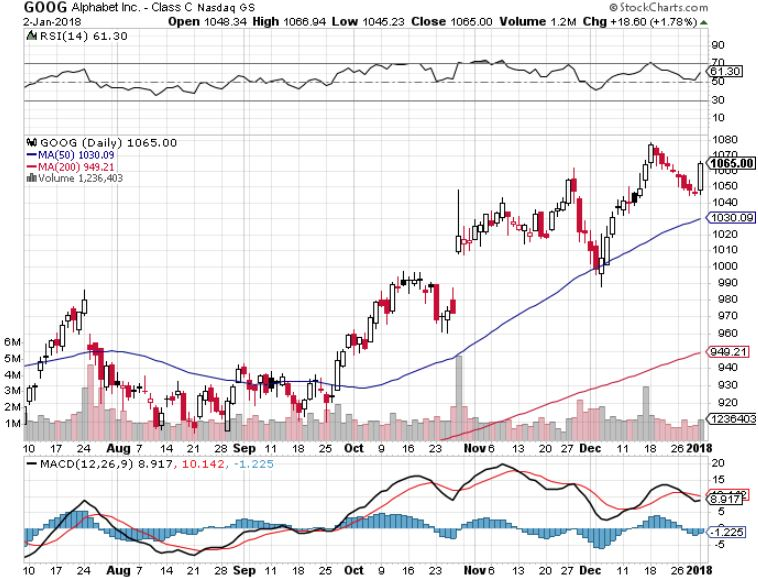 GOOG Alphabet Inc. - Class C Nasdaq GS © StockCharts.com
2-Jan-2018 Open 1048.34 High 1066.94 Low 1045.23 Close 1065.00 Volume 1.2M Chg +18.60 (+1.78%)
RSI(14) 61.30
90
70
61.30
50
30
10
GOOG (Daily) 1065.00
MA(50) 1030.09
MA(200) 949.21
Volume 1,236,403
1080
1070
1065.00
1060
1050
1040
1030.09
1020
1010
1000
990
980
970
960
949.21
940
930
920
1236403
6M
5M
4M
3M
2M
1M
10 17 24 Aug 7 14 21 28 Sep 11 18 25 Oct 9 16 23 Nov 6 13 20 27 Dec 11 18 26 2018
MACD(12,26,9) 8.917, 10.142, -1.225
20
15
10.142
8.917
5
-1.225
-5
10 17 24 Aug 7 14 21 28 Sep 11 18 25 Oct 9 16 23 Nov 6 13 20 27 Dec 11 18 26 2018